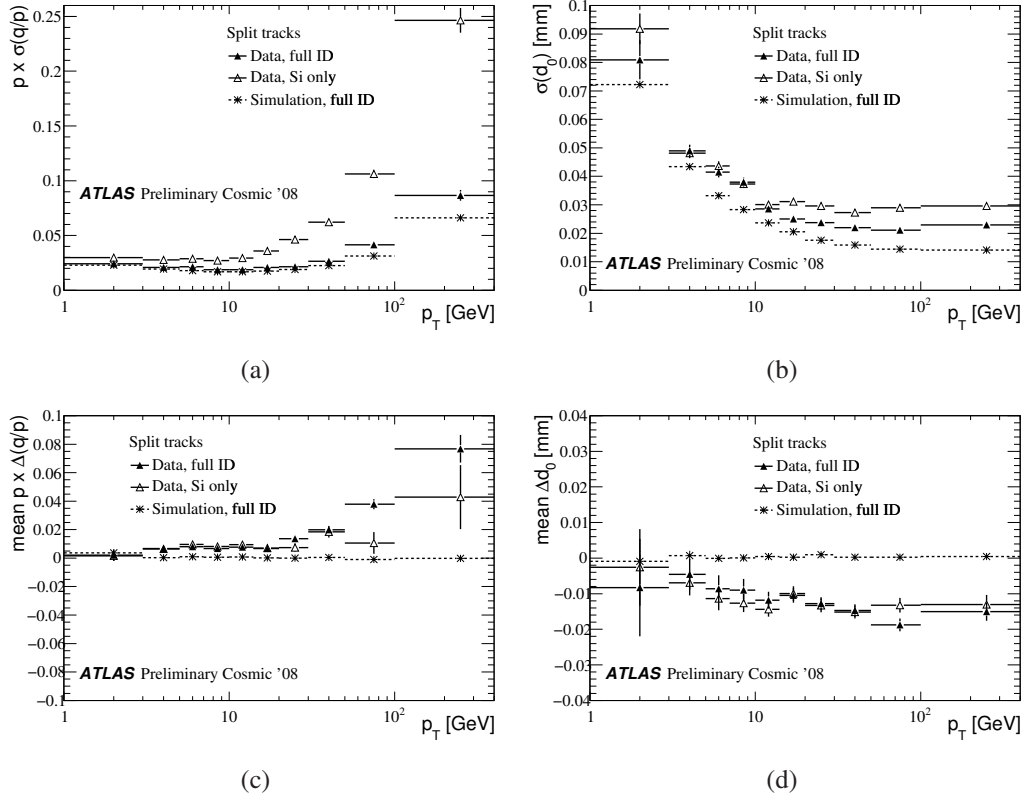 p x σ(q/p)
0.25
0.2
0.15
0.1
0.05
0
Split tracks
Data, full ID
Data, Si only
Simulation, full ID
ATLAS Preliminary Cosmic '08
1 10 10²
p_T [GeV]
(a)
σ(d₀) [mm]
0.1
0.09
0.08
0.07
0.06
0.05
0.04
0.03
0.02
0.01
0
Split tracks
Data, full ID
Data, Si only
Simulation, full ID
ATLAS Preliminary Cosmic '08
1 10 10²
p_T [GeV]
(b)
mean p x Δ(q/p)
0.1
0.08
0.06
0.04
0.02
0
−0.02
−0.04
−0.06
−0.08
−0.1
Split tracks
Data, full ID
Data, Si only
Simulation, full ID
ATLAS Preliminary Cosmic '08
1 10 10²
p_T [GeV]
(c)
mean Δd₀ [mm]
0.04
0.03
0.02
0.01
0
−0.01
−0.02
−0.03
−0.04
Split tracks
Data, full ID
Data, Si only
Simulation, full ID
ATLAS Preliminary Cosmic '08
1 10 10²
p_T [GeV]
(d)